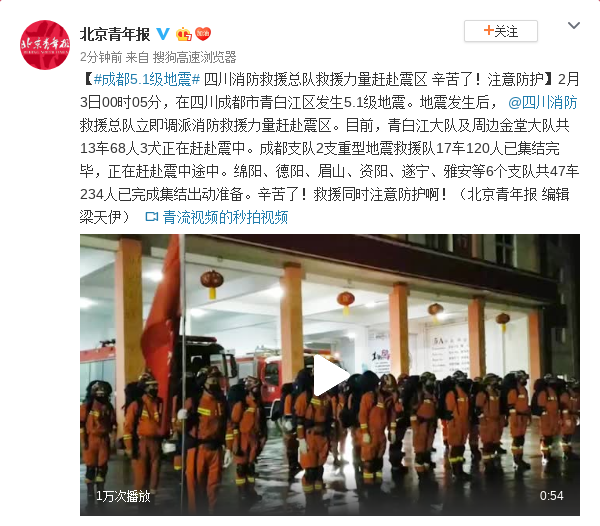 北京青年报
北京青年报
加油
+关注
2分钟前 来自 搜狗高速浏览器
【#成都5.1级地震# 四川消防救援总队救援力量赶赴震区 辛苦了！注意防护】2月
3日00时05分，在四川成都市青白江区发生5.1级地震。地震发生后， @四川消防
救援总队立即调派消防救援力量赶赴震区。目前，青白江大队及周边金堂大队共
13车68人3犬正在赶赴震中。成都支队2支重型地震救援队17车120人已集结完
毕，正在赶赴震中途中。绵阳、德阳、眉山、资阳、遂宁、雅安等6个支队共47车
234人已完成集结出动准备。辛苦了！救援同时注意防护啊！（北京青年报 编辑
梁天伊） 青流视频的秒拍视频
1万次播放
0:54